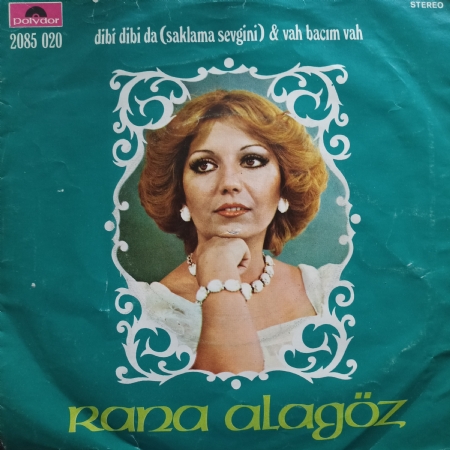 polydor
STEREO
2085 020
dibi dibi da (saklama sevgini) & vah bacım vah
Rana alagöz